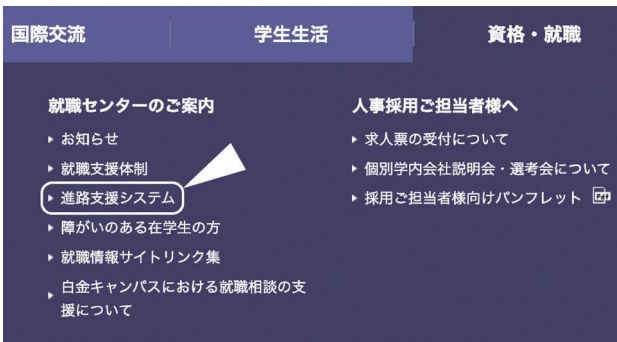 国際交流
学生生活
資格・就職
就職センターのご案内
お知らせ
就職支援体制
進路支援システム
障がいのある在学生の方
就職情報サイトリンク集
白金キャンパスにおける就職相談の支
援について
人事採用ご担当者様へ
求人票の受付について
個別学内会社説明会・選考会について
採用ご担当者様向けパンフレット